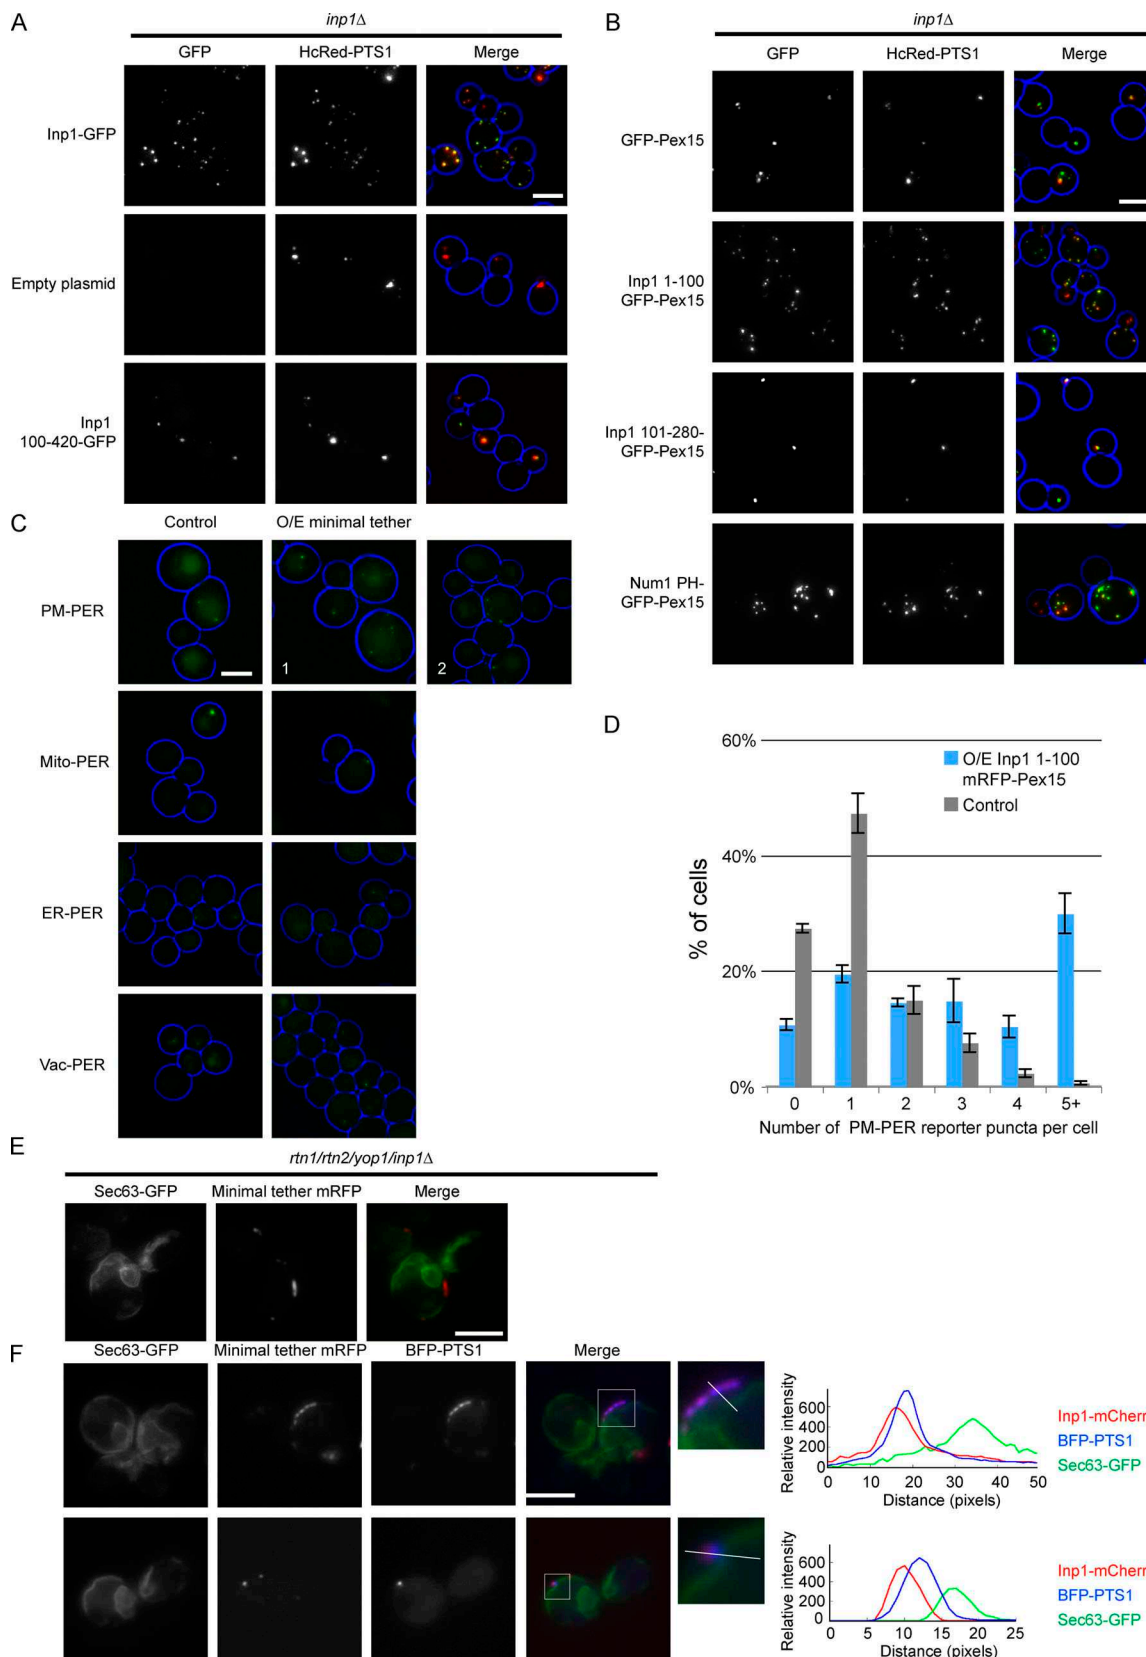 A
inp1Δ
GFP HcRed-PTS1 Merge
Inp1-GFP
Empty plasmid
Inp1
100-420-GFP
B
inp1Δ
GFP HcRed-PTS1 Merge
GFP-Pex15
Inp1 1-100
GFP-Pex15
Inp1 101-280-
GFP-Pex15
Num1 PH-
GFP-Pex15
C
Control O/E minimal tether
PM-PER
1
2
Mito-PER
ER-PER
Vac-PER
D
60%
40%
20%
0%
% of cells
O/E Inp1 1-100
mRFP-Pex15
Control
0 1 2 3 4 5+
Number of PM-PER reporter puncta per cell
E
rtn1/rtn2/yop1/inp1Δ
Sec63-GFP Minimal tether mRFP Merge
F
Sec63-GFP Minimal tether mRFP BFP-PTS1 Merge
Relative intensity
600
400
200
0
0 10 20 30 40 50
Distance (pixels)
Inp1-mCherr
BFP-PTS1
Sec63-GFP
Relative intensity
600
400
200
0
0 5 10 15 20 25
Distance (pixels)
Inp1-mCherr
BFP-PTS1
Sec63-GFP